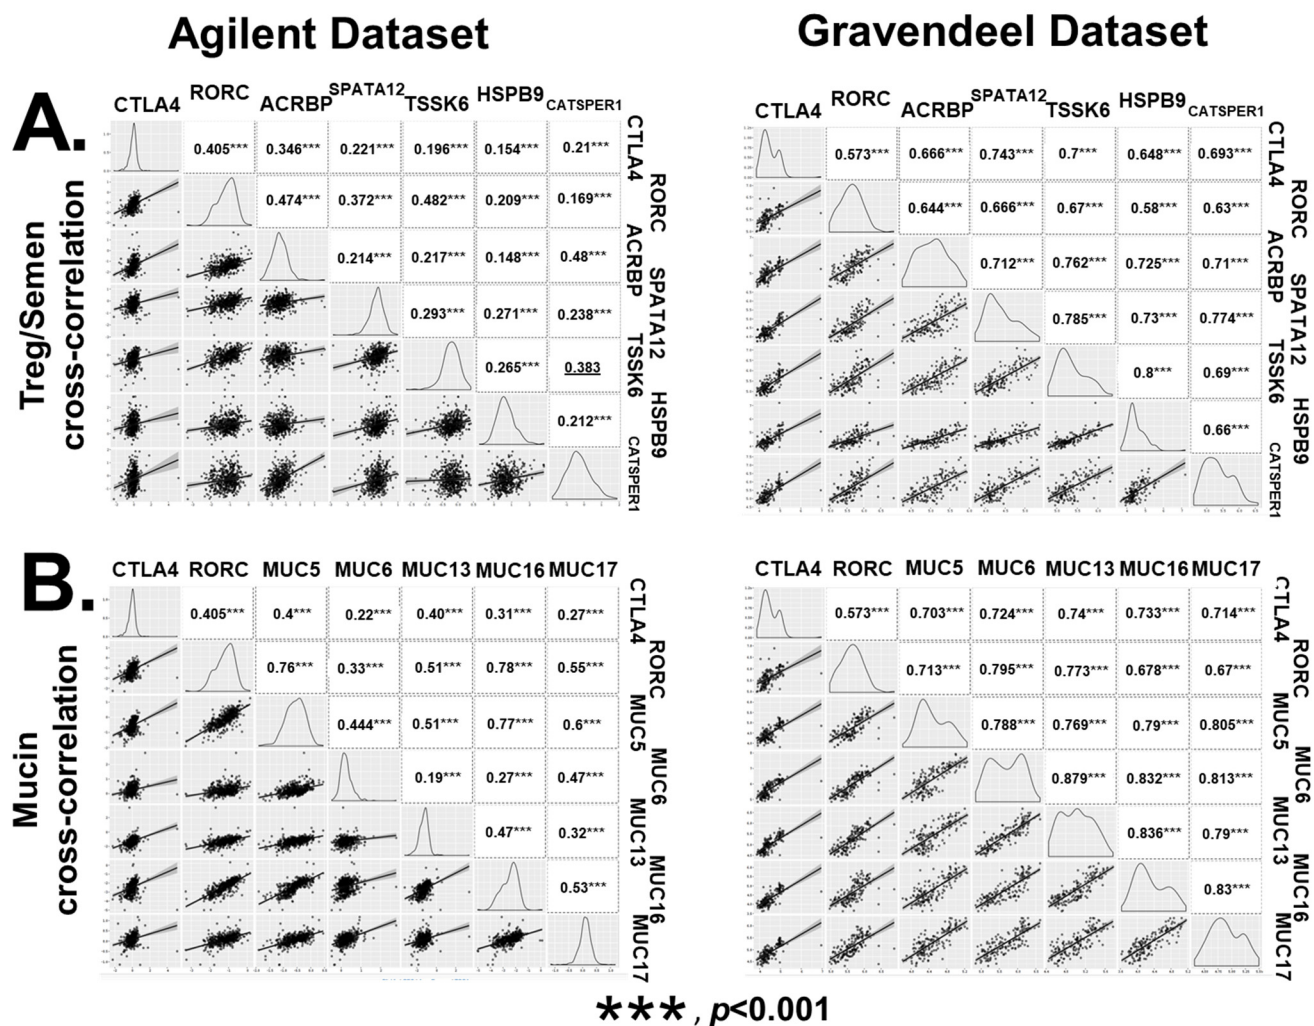 Agilent Dataset
Gravendeel Dataset
A.
Treg/Semen
cross-correlation
CTLA4 RORC ACRBP SPATA12 TSSK6 HSPB9 CATSPER1
0.405*** 0.346*** 0.221*** 0.196*** 0.154*** 0.21***
0.474*** 0.372*** 0.482*** 0.209*** 0.169***
0.214*** 0.217*** 0.148*** 0.48***
0.293*** 0.271*** 0.238***
0.265*** 0.383
0.212***
CTLA4
RORC
ACRBP
SPATA12
TSSK6
HSPB9
CATSPER1
CTLA4 RORC ACRBP SPATA12 TSSK6 HSPB9 CATSPER1
0.573*** 0.666*** 0.743*** 0.7*** 0.648*** 0.693***
0.644*** 0.666*** 0.67*** 0.58*** 0.63***
0.712*** 0.762*** 0.725*** 0.71***
0.785*** 0.73*** 0.774***
0.8*** 0.69***
0.66***
CTLA4
RORC
ACRBP
SPATA12
TSSK6
HSPB9
CATSPER1
B.
Mucin
cross-correlation
CTLA4 RORC MUC5 MUC6 MUC13 MUC16 MUC17
0.405*** 0.4*** 0.22*** 0.40*** 0.31*** 0.27***
0.76*** 0.33*** 0.51*** 0.78*** 0.55***
0.444*** 0.51*** 0.77*** 0.6***
0.19*** 0.27*** 0.47***
0.47*** 0.32***
0.53***
CTLA4
RORC
MUC5
MUC6
MUC13
MUC16
MUC17
CTLA4 RORC MUC5 MUC6 MUC13 MUC16 MUC17
0.573*** 0.703*** 0.724*** 0.74*** 0.733*** 0.714***
0.713*** 0.795*** 0.773*** 0.678*** 0.67***
0.788*** 0.769*** 0.79*** 0.805***
0.879*** 0.832*** 0.813***
0.836*** 0.79***
0.83***
CTLA4
RORC
MUC5
MUC6
MUC13
MUC16
MUC17
***, p<0.001